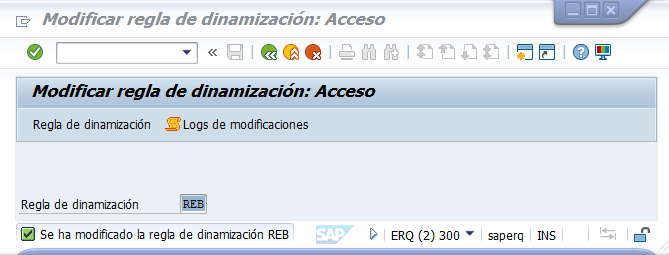 Modificar regla de dinamización: Acceso
Modificar regla de dinamización: Acceso
Regla de dinamización Logs de modificaciones
Regla de dinamización REB
Se ha modificado la regla de dinamización REB SAP ERQ (2) 300 saperq INS